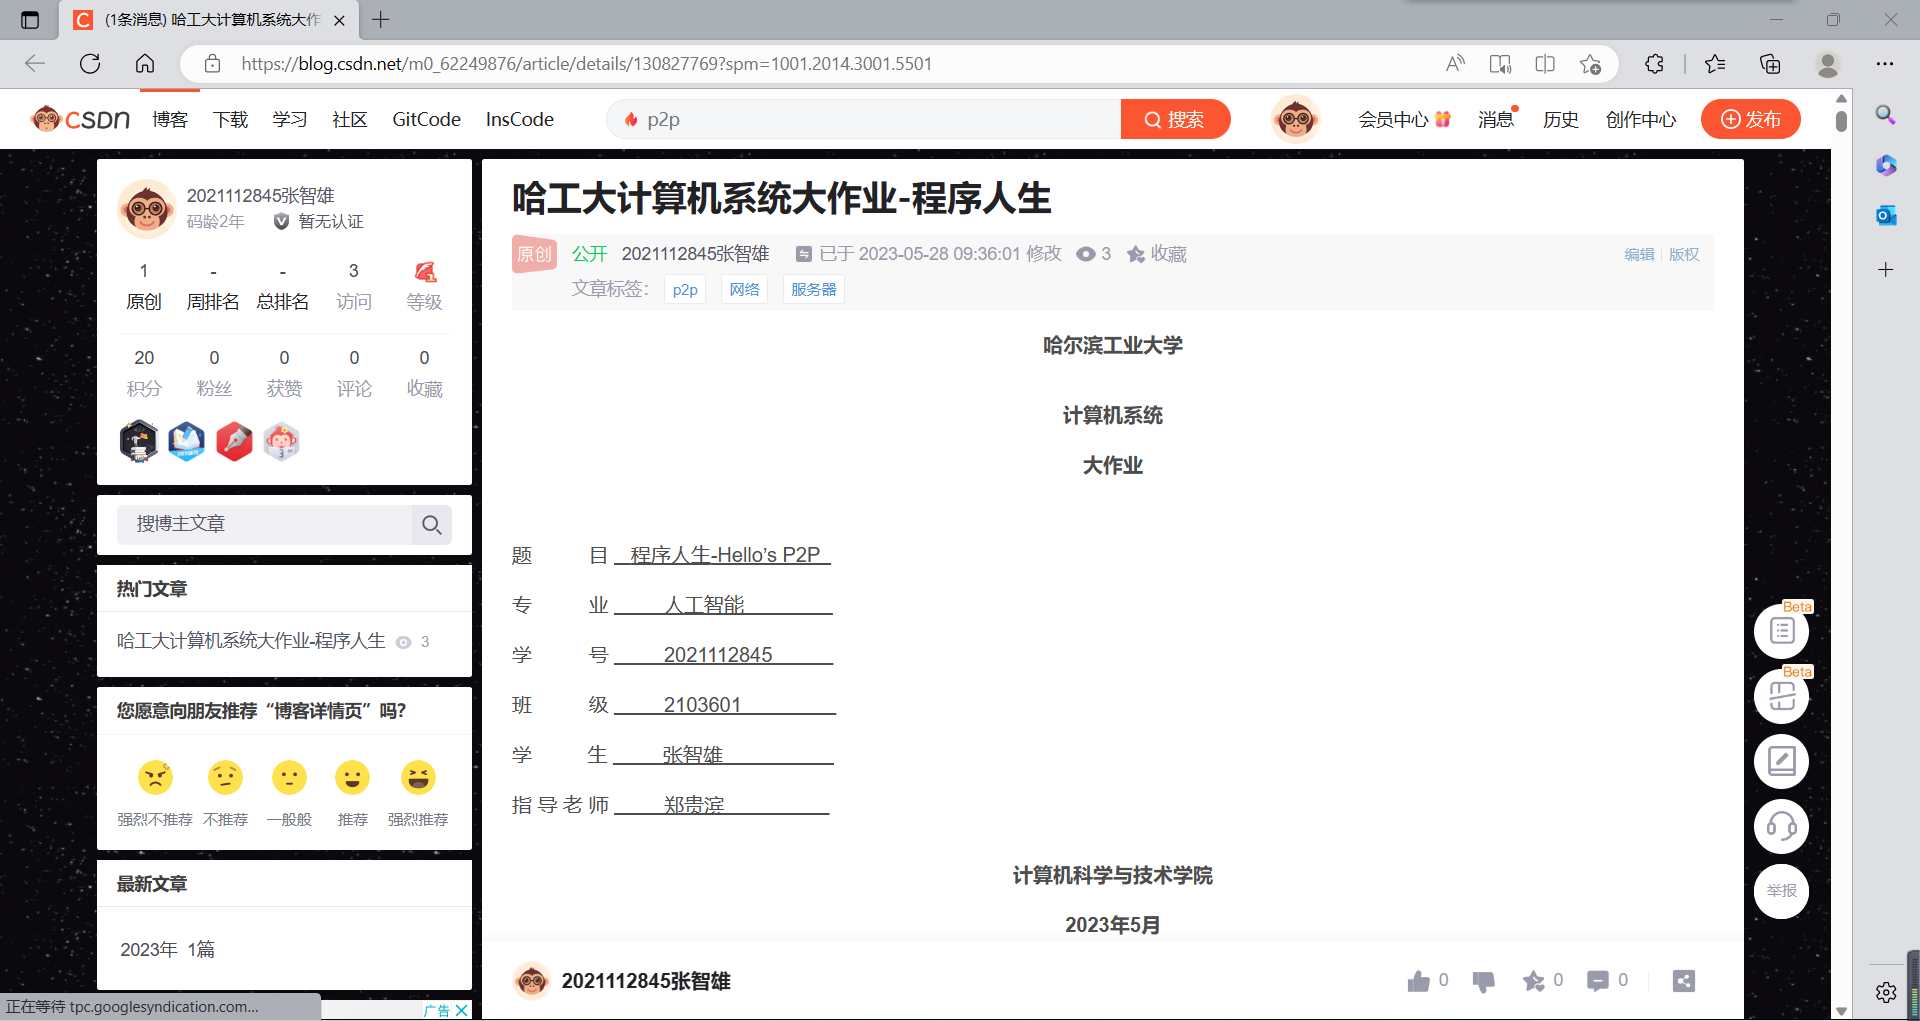 (1条消息) 哈工大计算机系统大作
https://blog.csdn.net/m0_62249876/article/details/130827769?spm=1001.2014.3001.5501
CSDN 博客 下载 学习 社区 GitCode InsCode p2p 搜索 会员中心 消息 历史 创作中心 发布
2021112845张智雄
码龄2年 暂无认证
1 - - 3
原创 周排名 总排名 访问 等级
20 0 0 0 0
积分 粉丝 获赞 评论 收藏
搜博主文章
热门文章
哈工大计算机系统大作业-程序人生 3
您愿意向朋友推荐“博客详情页”吗?
强烈不推荐 不推荐 一般般 推荐 强烈推荐
最新文章
2023年 1篇
广告
正在等待 tpc.googlesyndication.com...
哈工大计算机系统大作业-程序人生
原创 公开 2021112845张智雄 已于 2023-05-28 09:36:01 修改 3 收藏 编辑 版权
文章标签： p2p 网络 服务器
哈尔滨工业大学
计算机系统
大作业
题 目 程序人生-Hello’s P2P
专 业 人工智能
学 号 2021112845
班 级 2103601
学 生 张智雄
指 导 老 师 郑贵滨
计算机科学与技术学院
2023年5月
2021112845张智雄 0 0 0
Beta
Beta
举报